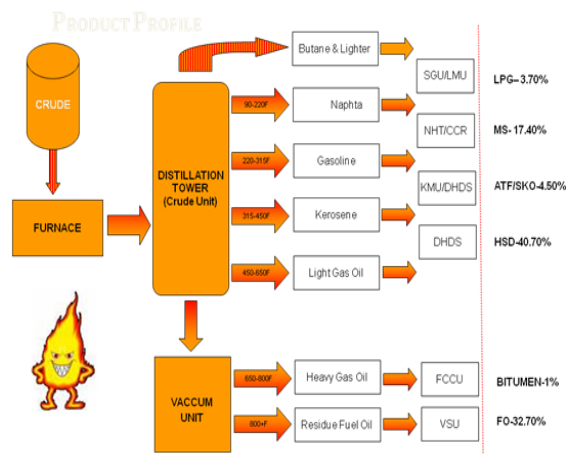 PRODUCT PROFILE
CRUDE
FURNACE
DISTILLATION
TOWER
(Crude Unit)
VACCUM
UNIT
Butane & Lighter
90-220F
Naphta
220-315F
Gasoline
315-450F
Kerosene
450-650F
Light Gas Oil
650-800F
Heavy Gas Oil
800+F
Residue Fuel Oil
SGU/LMU
NHT/CCR
KMU/DHDS
DHDS
FCCU
VSU
LPG– 3.70%
MS- 17.40%
ATF/SKO-4.50%
HSD-40.70%
BITUMEN-1%
FO-32.70%